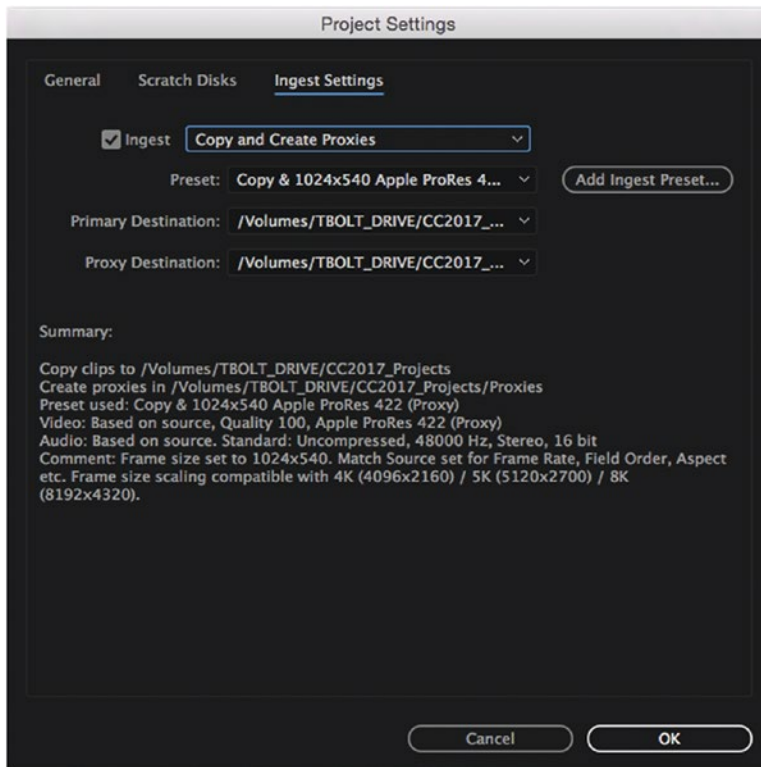 Project Settings
General Scratch Disks Ingest Settings
Ingest Copy and Create Proxies
Preset: Copy & 1024x540 Apple ProRes 4... Add Ingest Preset...
Primary Destination: /Volumes/TBOLT_DRIVE/CC2017_...
Proxy Destination: /Volumes/TBOLT_DRIVE/CC2017_...
Summary:
Copy clips to /Volumes/TBOLT_DRIVE/CC2017_Projects
Create proxies in /Volumes/TBOLT_DRIVE/CC2017_Projects/Proxies
Preset used: Copy & 1024x540 Apple ProRes 422 (Proxy)
Video: Based on source, Quality 100, Apple ProRes 422 (Proxy)
Audio: Based on source. Standard: Uncompressed, 48000 Hz, Stereo, 16 bit
Comment: Frame size set to 1024x540. Match Source set for Frame Rate, Field Order, Aspect
etc. Frame size scaling compatible with 4K (4096x2160) / 5K (5120x2700) / 8K
(8192x4320).
Cancel OK